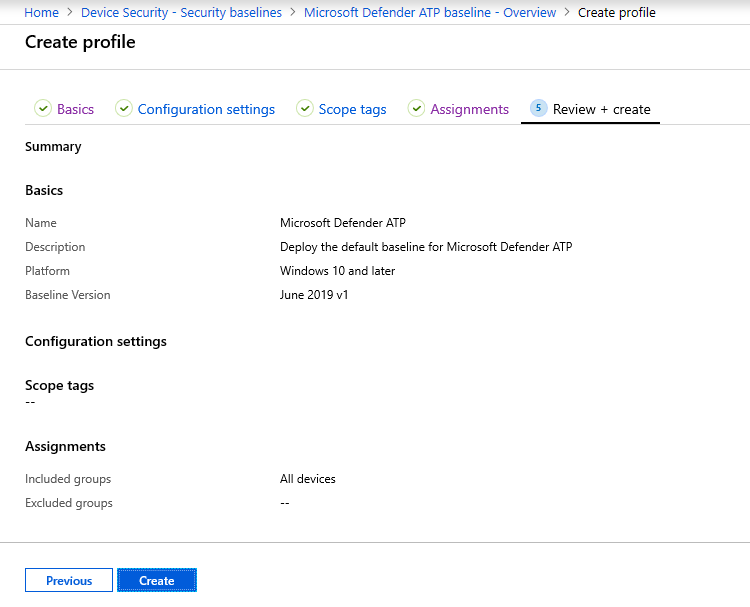 Home > Device Security - Security baselines > Microsoft Defender ATP baseline - Overview > Create profile
Create profile
Basics Configuration settings Scope tags Assignments 5 Review + create
Summary
Basics
Name Microsoft Defender ATP
Description Deploy the default baseline for Microsoft Defender ATP
Platform Windows 10 and later
Baseline Version June 2019 v1
Configuration settings
Scope tags
--
Assignments
Included groups All devices
Excluded groups --
Previous Create